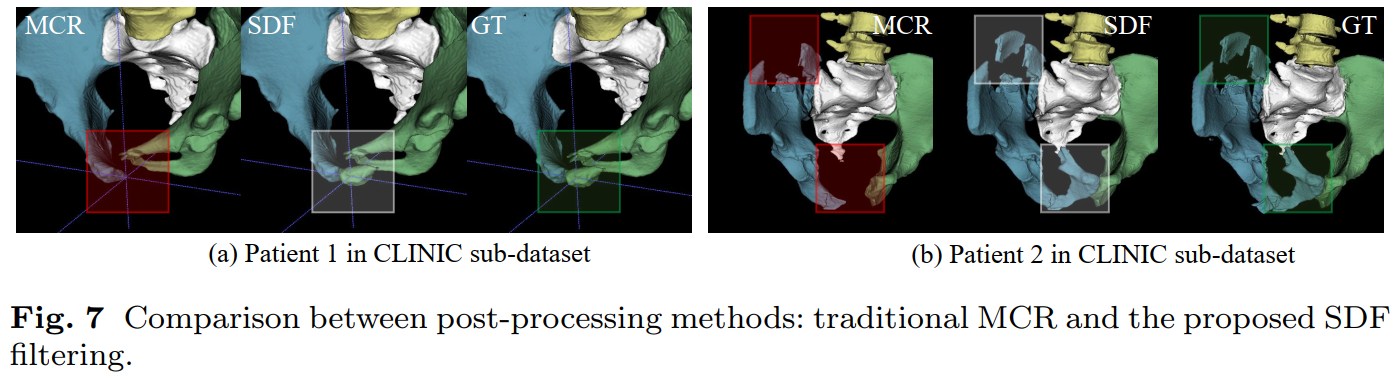 MCR SDF GT MCR SDF GT
(a) Patient 1 in CLINIC sub-dataset (b) Patient 2 in CLINIC sub-dataset
Fig. 7 Comparison between post-processing methods: traditional MCR and the proposed SDF
filtering.